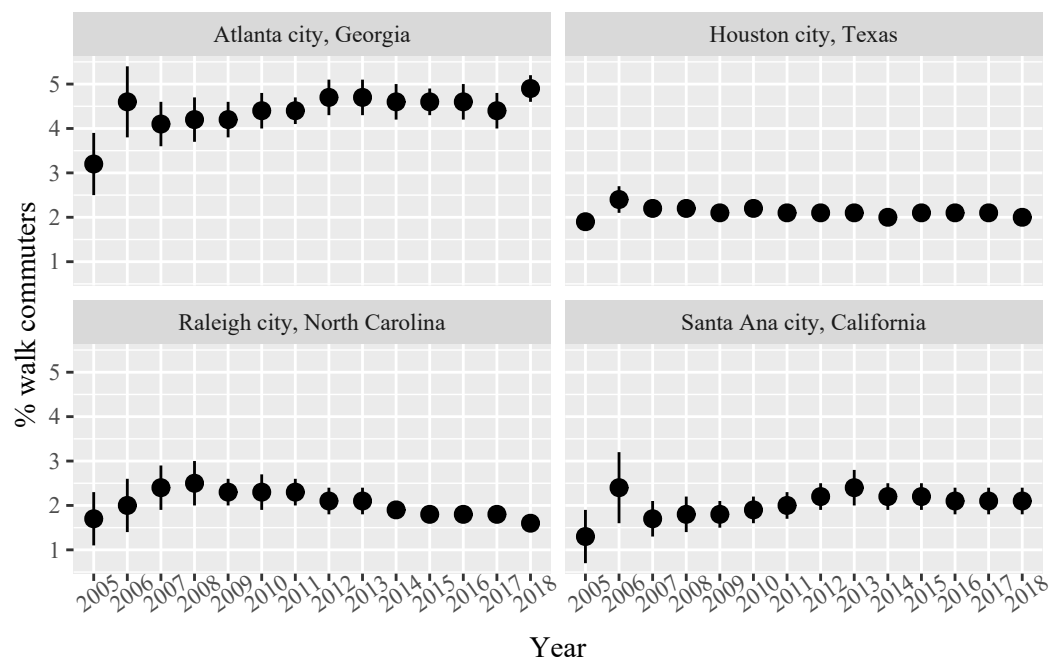 Atlanta city, Georgia
Houston city, Texas
5
4
3
2
1
% walk commuters
Raleigh city, North Carolina
Santa Ana city, California
5
4
3
2
1
2005 2006 2007 2008 2009 2010 2011 2012 2013 2014 2015 2016 2017 2018
2005 2006 2007 2008 2009 2010 2011 2012 2013 2014 2015 2016 2017 2018
Year